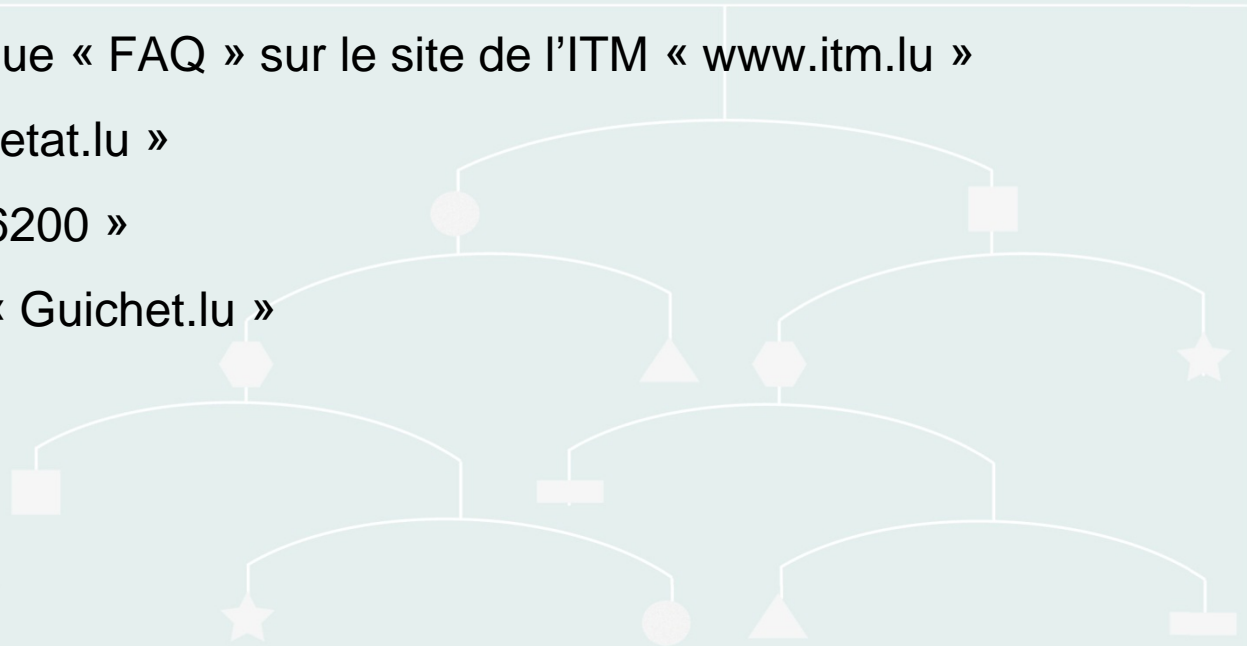 ue « FAQ » sur le site de l’ITM « www.itm.lu »
etat.lu »
6200 »
« Guichet.lu »